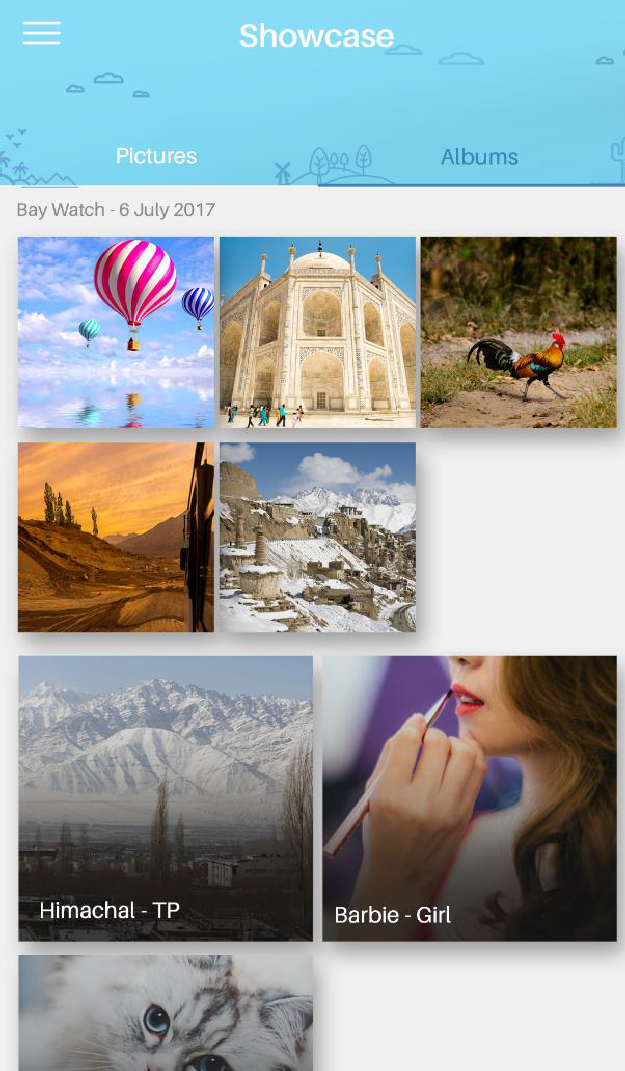 Showcase
Pictures
Albums
Bay Watch - 6 July 2017
Himachal - TP
Barbie - Girl